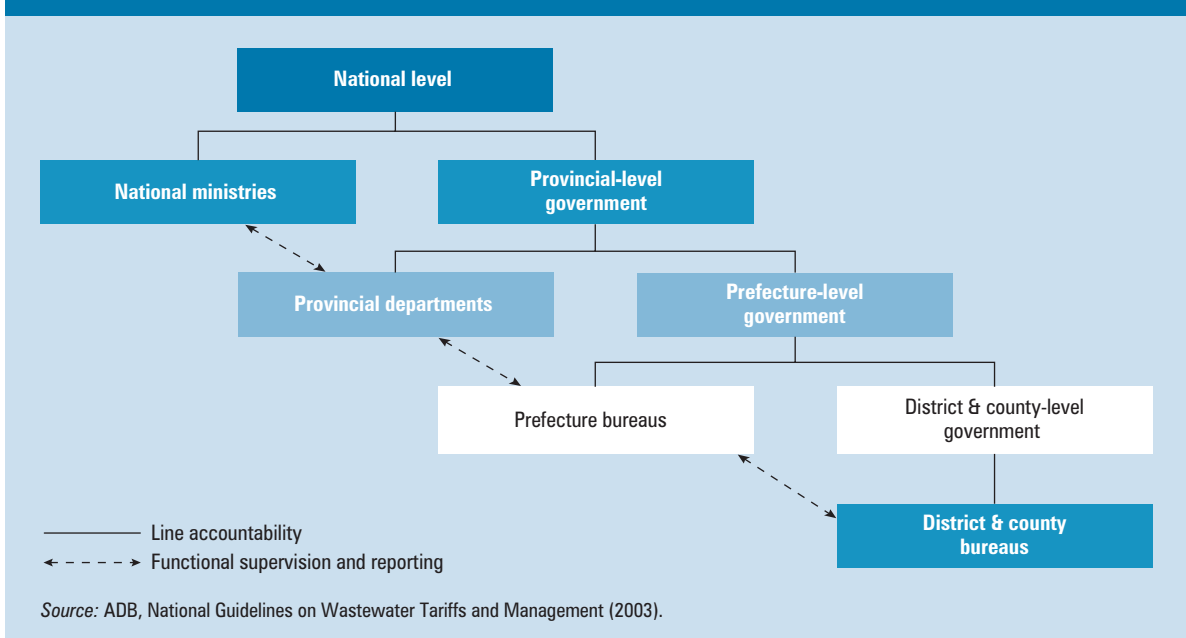 National level
National ministries
Provincial-level
government
Provincial departments
Prefecture-level
government
Prefecture bureaus
District & county-level
government
District & county
bureaus
Line accountability
Functional supervision and reporting
Source: ADB, National Guidelines on Wastewater Tariffs and Management (2003).